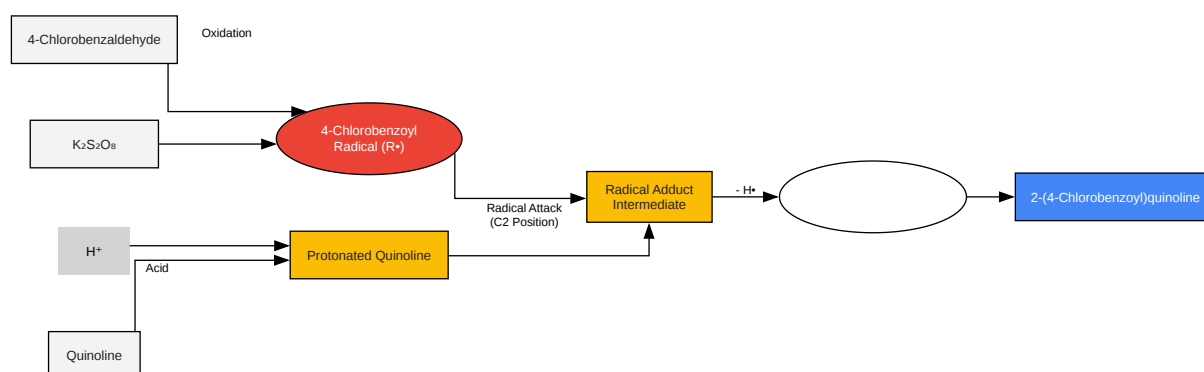 4-Chlorobenzaldehyde
Oxidation
K₂S₂O₈
4-Chlorobenzoyl
Radical (R•)
Radical Attack
(C2 Position)
Radical Adduct
Intermediate
- H•
2-(4-Chlorobenzoyl)quinoline
H⁺
Acid
Protonated Quinoline
Quinoline